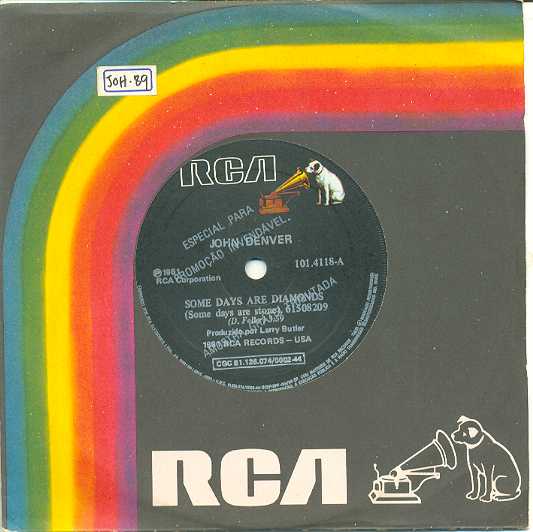 JOH-89
RCA
ESPECIAL PARA
PROMOÇÃO INVENDÁVEL.
JOHN DENVER
℗ 1981
RCA Corporation
101.4118-A
SOME DAYS ARE DIAMONDS
(Some days are stone) 61508209
(D. Feller) 3:59
Produzido por Larry Butler
RCA RECORDS — USA
AMOSTRA TRIBUTADA
CGC 61.126.074/0002-44
RCA